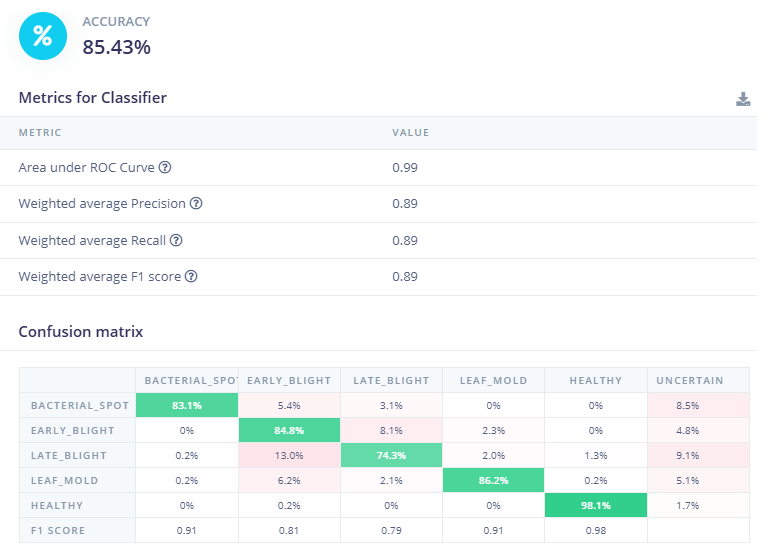 %
ACCURACY
85.43%
Metrics for Classifier
METRIC VALUE
Area under ROC Curve ? 0.99
Weighted average Precision ? 0.89
Weighted average Recall ? 0.89
Weighted average F1 score ? 0.89
Confusion matrix
BACTERIAL_SPOT EARLY_BLIGHT LATE_BLIGHT LEAF_MOLD HEALTHY UNCERTAIN
BACTERIAL_SPOT 83.1% 5.4% 3.1% 0% 0% 8.5%
EARLY_BLIGHT 0% 84.8% 8.1% 2.3% 0% 4.8%
LATE_BLIGHT 0.2% 13.0% 74.3% 2.0% 1.3% 9.1%
LEAF_MOLD 0.2% 6.2% 2.1% 86.2% 0.2% 5.1%
HEALTHY 0% 0.2% 0% 0% 98.1% 1.7%
F1 SCORE 0.91 0.81 0.79 0.91 0.98